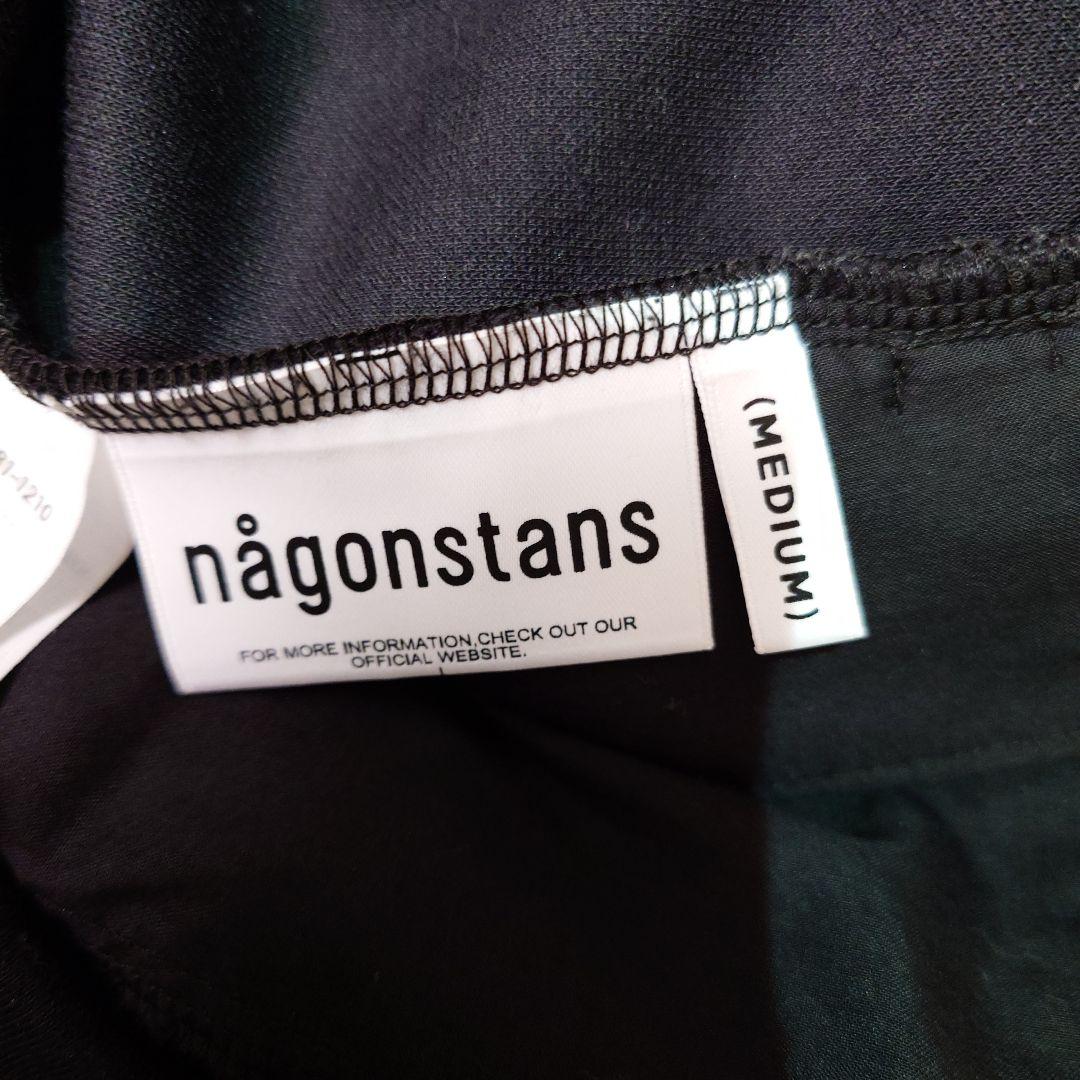 någonstans
FOR MORE INFORMATION,CHECK OUT OUR
OFFICIAL WEBSITE.
(MEDIUM)